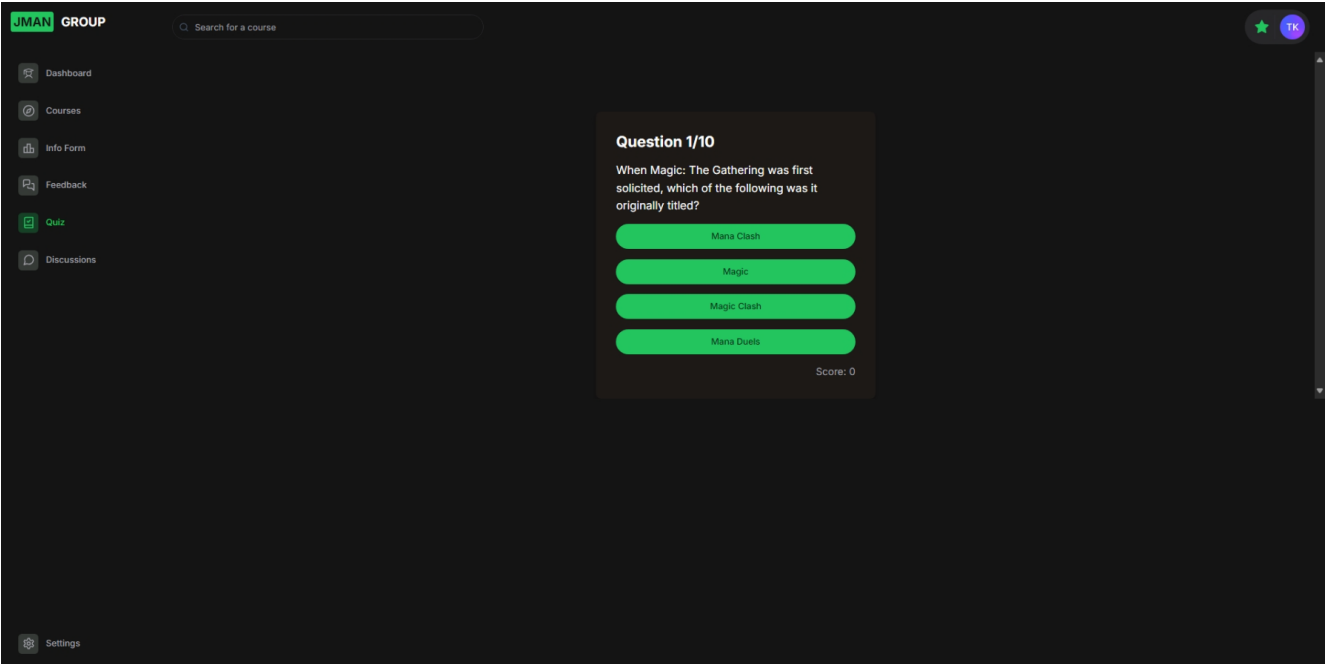 JMAN GROUP
Search for a course
TK
Dashboard
Courses
Info Form
Feedback
Quiz
Discussions
Question 1/10
When Magic: The Gathering was first
solicited, which of the following was it
originally titled?
Mana Clash
Magic
Magic Clash
Mana Duels
Score: 0
Settings